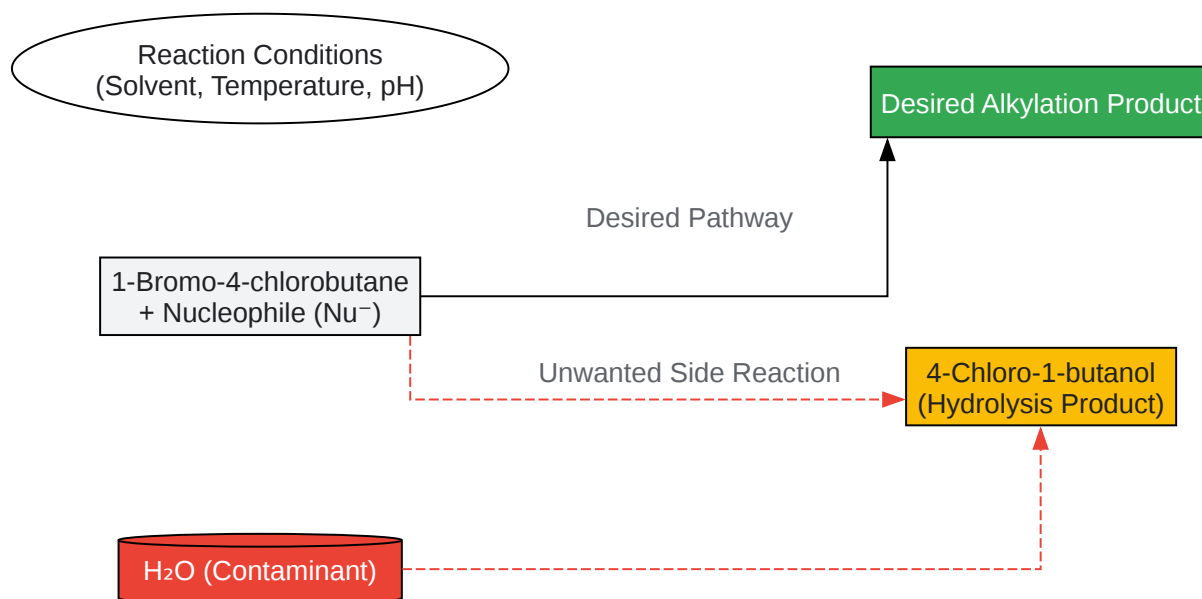 Reaction Conditions
(Solvent, Temperature, pH)
Desired Alkylation Product
Desired Pathway
1-Bromo-4-chlorobutane
+ Nucleophile (Nu⁻)
Unwanted Side Reaction
4-Chloro-1-butanol
(Hydrolysis Product)
H₂O (Contaminant)